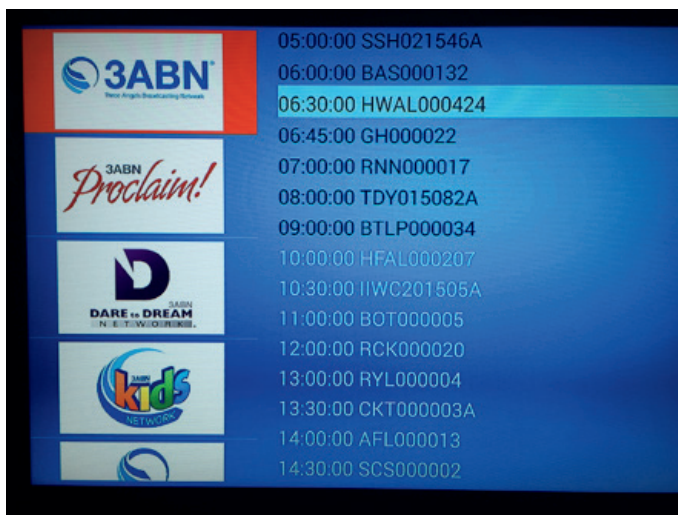 3ABN
Three Angels Broadcasting Network
3ABN
Proclaim!
D
3ABN
DARE to DREAM
NETWORK.
3ABN
kids
NETWORK
05:00:00 SSH021546A
06:00:00 BAS000132
06:30:00 HWAL000424
06:45:00 GH000022
07:00:00 RNN000017
08:00:00 TDY015082A
09:00:00 BTLP000034
10:00:00 HFAL000207
10:30:00 IIWC201505A
11:00:00 BOT000005
12:00:00 RCK000020
13:00:00 RYL000004
13:30:00 CKT000003A
14:00:00 AFL000013
14:30:00 SCS000002